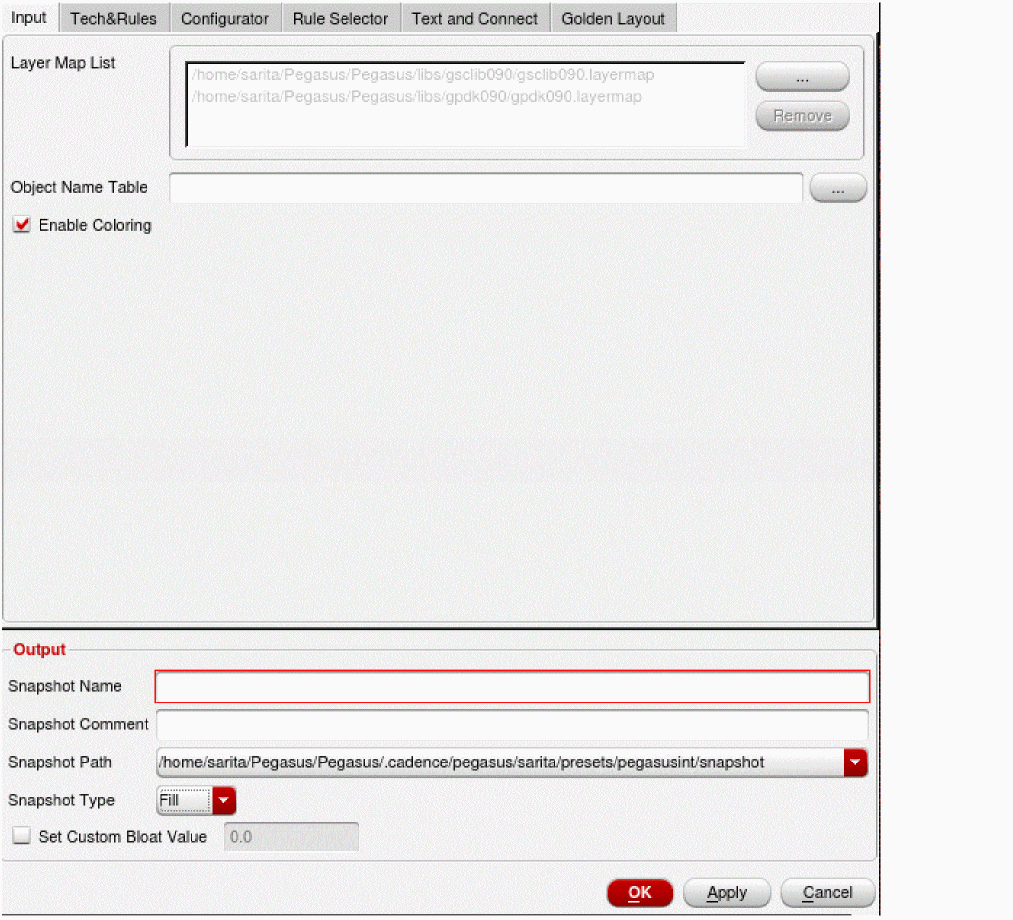 Input Tech&Rules Configurator Rule Selector Text and Connect Golden Layout
Layer Map List
/home/sarita/Pegasus/Pegasus/libs/gsclib090/gsclib090.layermap
...
/home/sarita/Pegasus/Pegasus/libs/gpdk090/gpdk090.layermap
Remove
Object Name Table ...
Enable Coloring
Output
Snapshot Name
Snapshot Comment
Snapshot Path /home/sarita/Pegasus/Pegasus/.cadence/pegasus/sarita/presets/pegasusint/snapshot
Snapshot Type Fill
Set Custom Bloat Value 0.0
OK Apply Cancel